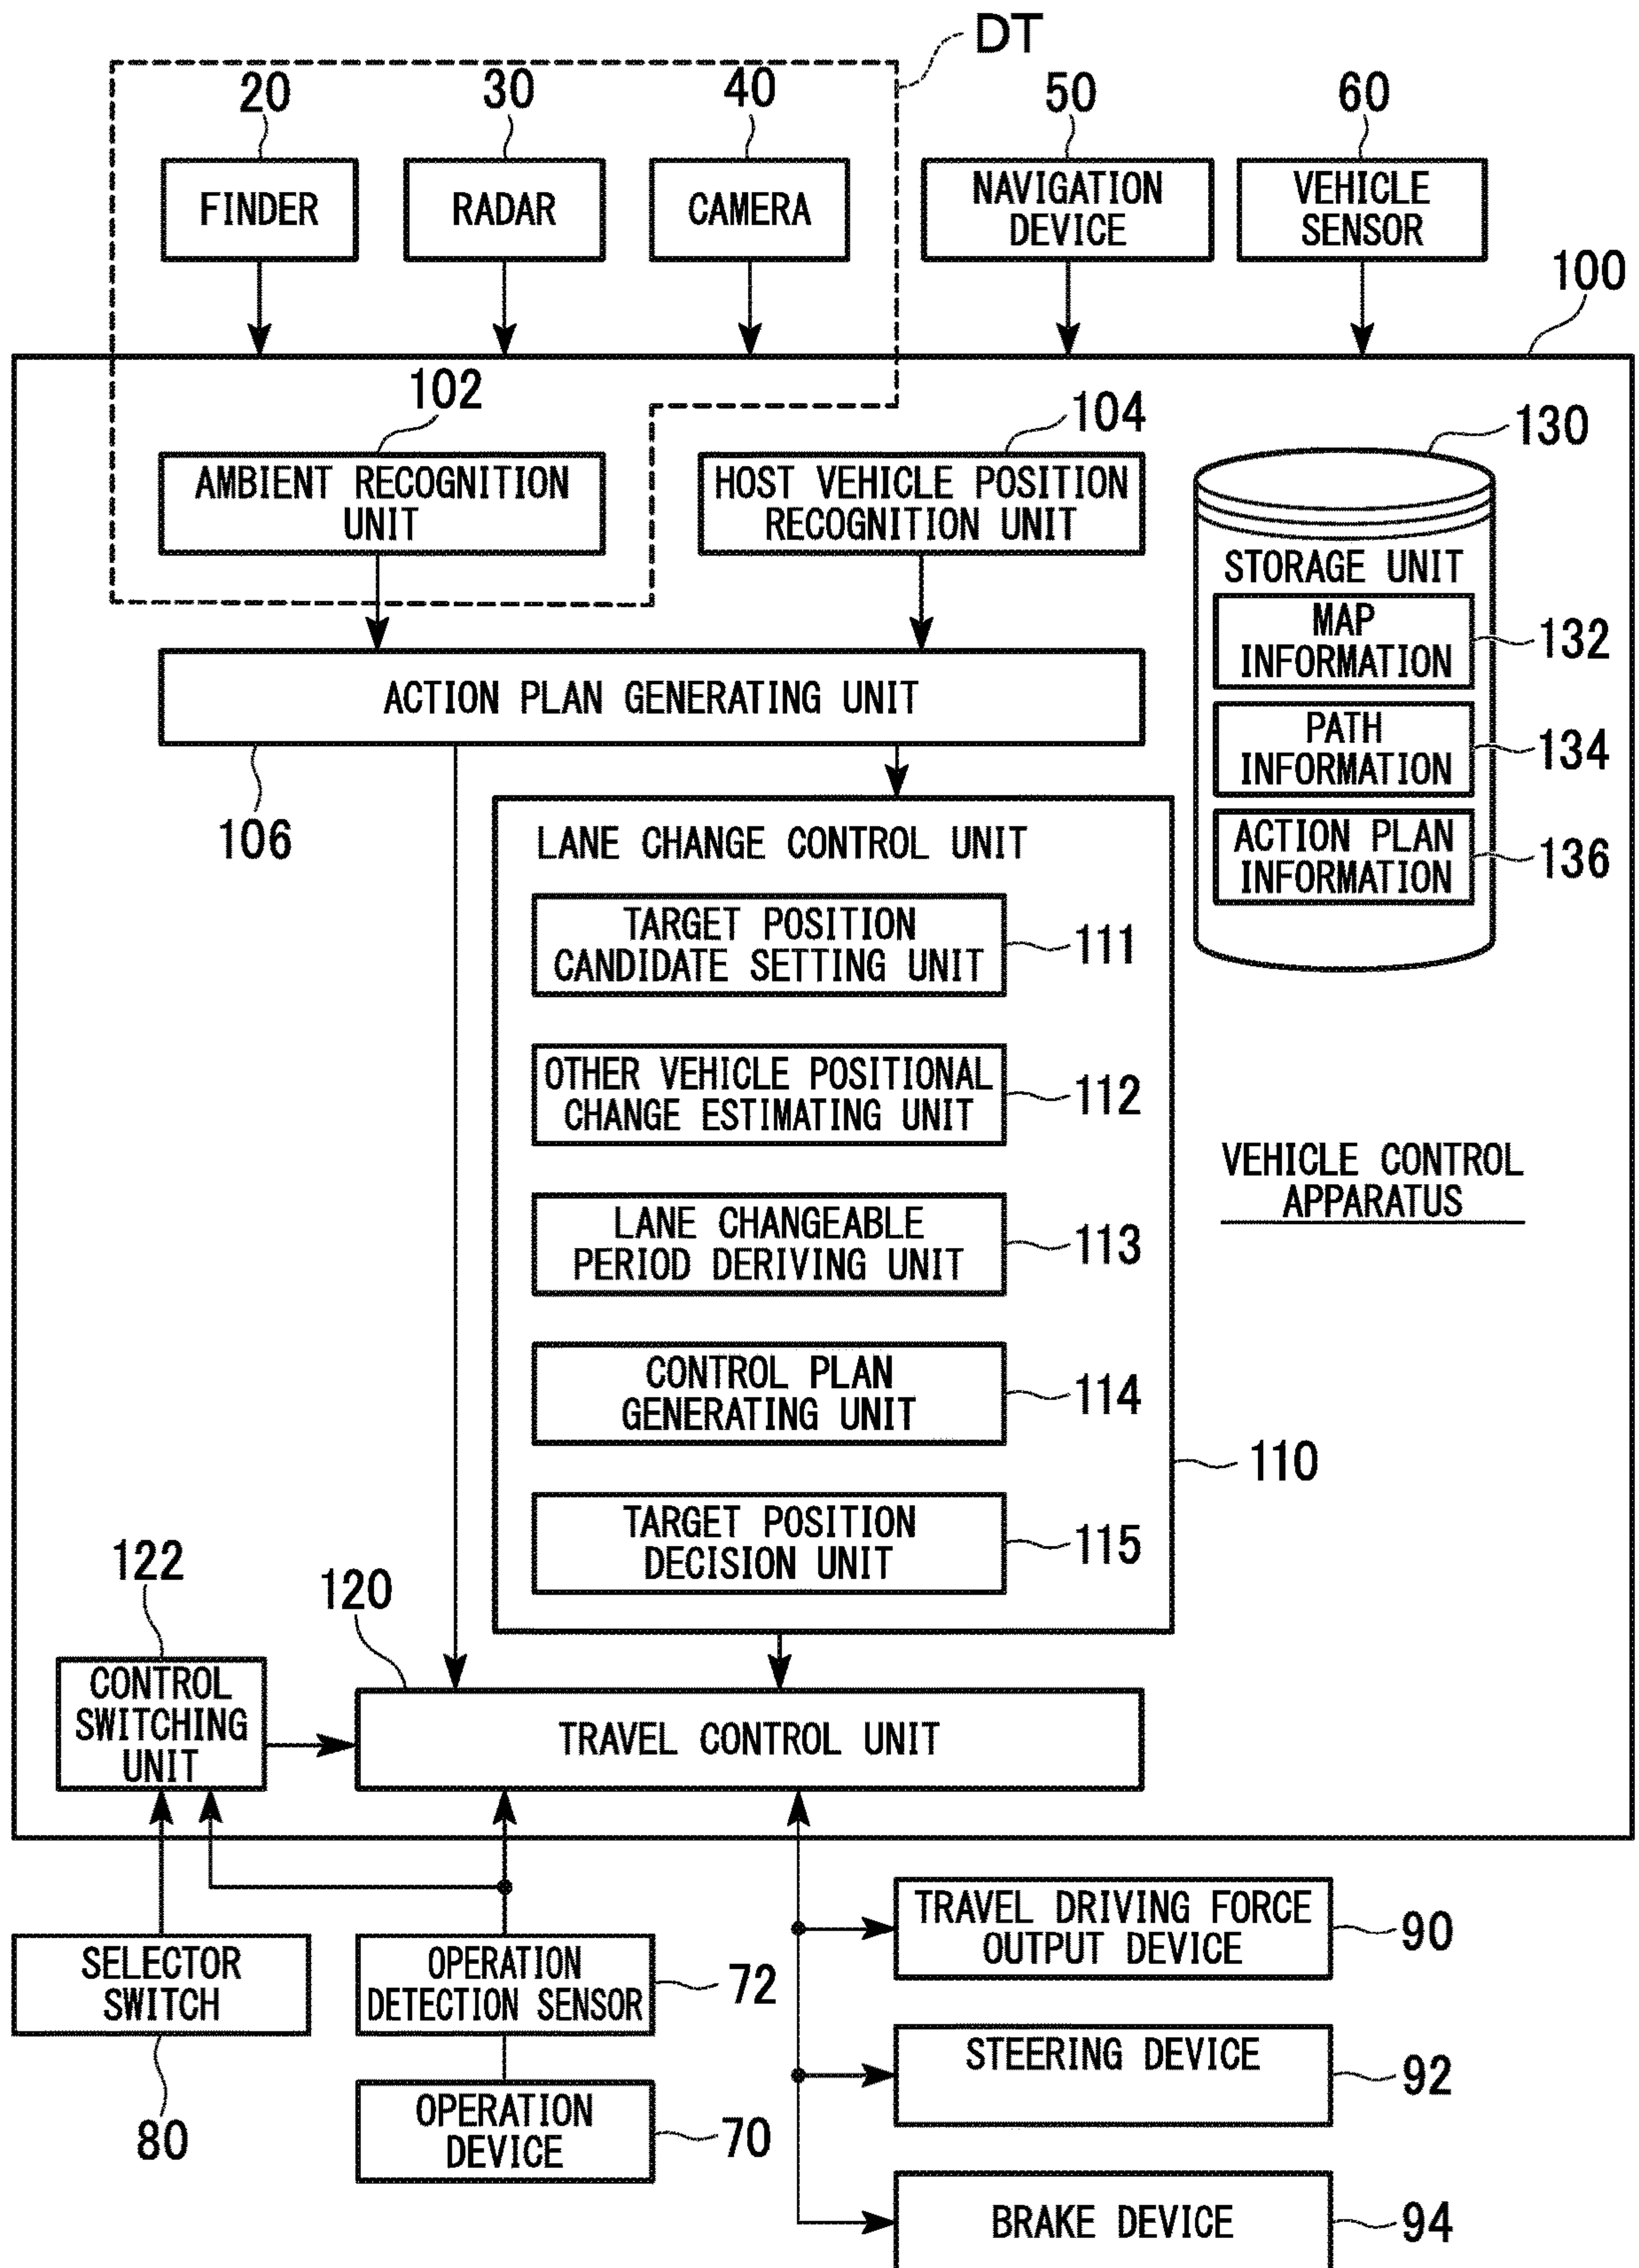 DT
20
30
40
50
60
FINDER
RADAR
CAMERA
NAVIGATION
DEVICE
VEHICLE
SENSOR
100
102
104
130
AMBIENT RECOGNITION
UNIT
HOST VEHICLE POSITION
RECOGNITION UNIT
STORAGE UNIT
MAP
INFORMATION
132
PATH
INFORMATION
134
ACTION PLAN
INFORMATION
136
ACTION PLAN GENERATING UNIT
106
LANE CHANGE CONTROL UNIT
TARGET POSITION
CANDIDATE SETTING UNIT
111
OTHER VEHICLE POSITIONAL
CHANGE ESTIMATING UNIT
112
VEHICLE CONTROL
APPARATUS
LANE CHANGEABLE
PERIOD DERIVING UNIT
113
CONTROL PLAN
GENERATING UNIT
114
110
TARGET POSITION
DECISION UNIT
115
122
120
CONTROL
SWITCHING
UNIT
TRAVEL CONTROL UNIT
SELECTOR
SWITCH
80
OPERATION
DETECTION SENSOR
72
OPERATION
DEVICE
70
TRAVEL DRIVING FORCE
OUTPUT DEVICE
90
STEERING DEVICE
92
BRAKE DEVICE
94